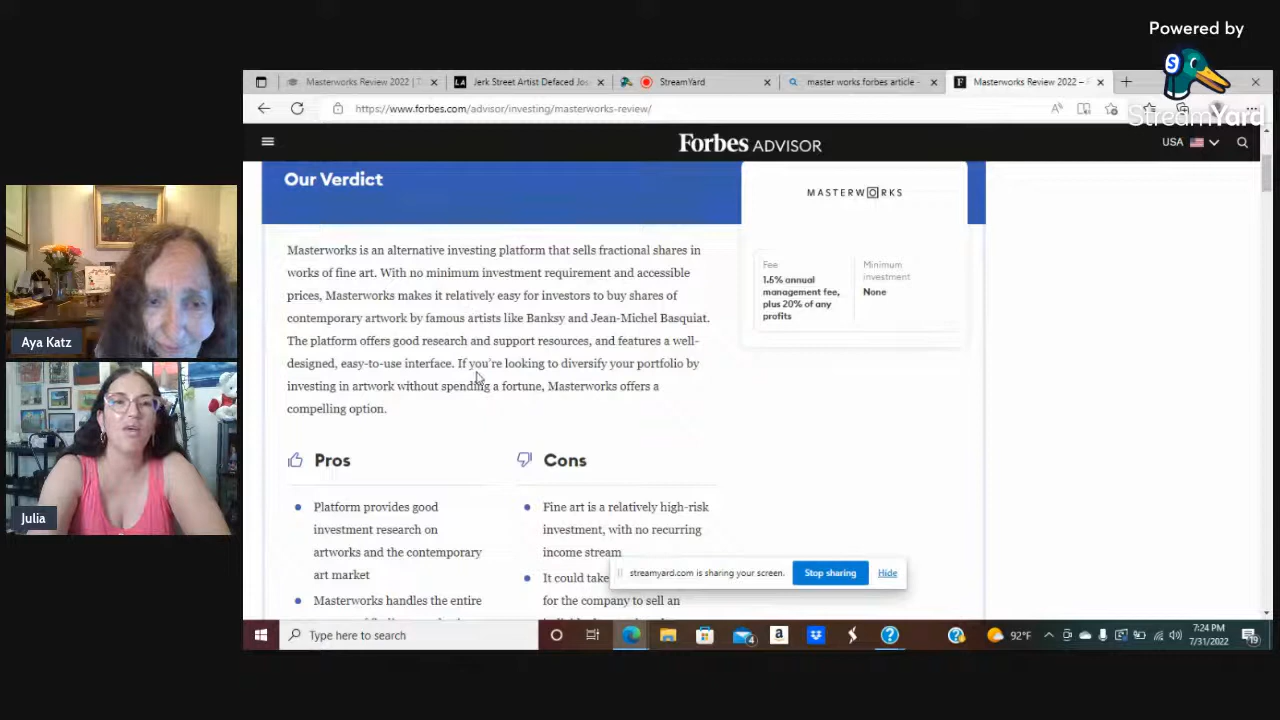 Powered by
StreamYard
Masterworks Review 2022 | T
Jerk Street Artist Defaced Jos
StreamYard
master works forbes article -
Masterworks Review 2022 – F
https://www.forbes.com/advisor/investing/masterworks-review/
Forbes ADVISOR
USA
Our Verdict
MASTERWORKS
Masterworks is an alternative investing platform that sells fractional shares in
works of fine art. With no minimum investment requirement and accessible
prices, Masterworks makes it relatively easy for investors to buy shares of
contemporary artwork by famous artists like Banksy and Jean-Michel Basquiat.
The platform offers good research and support resources, and features a well-
designed, easy-to-use interface. If you're looking to diversify your portfolio by
investing in artwork without spending a fortune, Masterworks offers a
compelling option.
Fee
1.5% annual
management fee,
plus 20% of any
profits
Minimum
investment
None
Pros
Platform provides good
investment research on
artworks and the contemporary
art market
Masterworks handles the entire
Cons
Fine art is a relatively high-risk
investment, with no recurring
income stream
It could take
for the company to sell an
streamyard.com is sharing your screen.
Stop sharing
Hide
Aya Katz
Julia
Type here to search
92°F
7:24 PM
7/31/2022